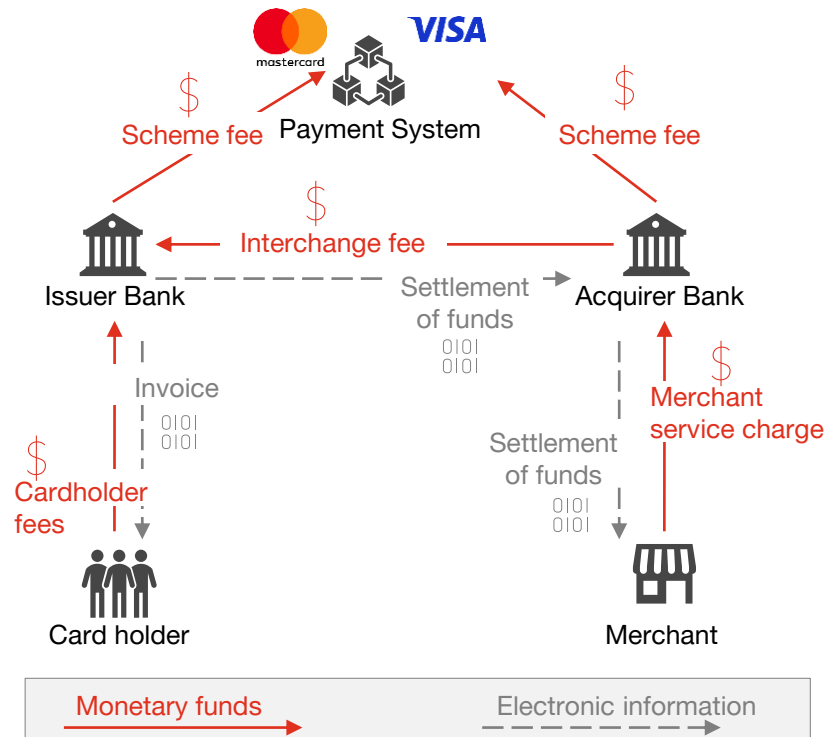 mastercard
VISA
$
$
Scheme fee
Payment System
Scheme fee
$
Interchange fee
Issuer Bank
Settlement
of funds
0101
0101
Acquirer Bank
Invoice
0101
0101
$
Merchant
service charge
Settlement
of funds
0101
0101
$
Cardholder
fees
Card holder
Merchant
Monetary funds
Electronic information